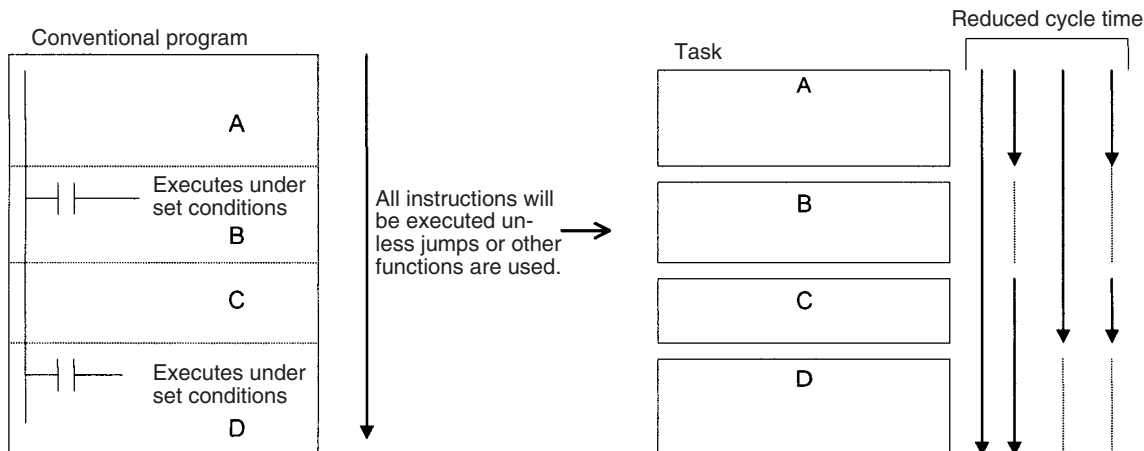 Reduced cycle time
Conventional program
Task
A
Executes under
set conditions
B
C
Executes under
set conditions
D
All instructions will
be executed un-
less jumps or other
functions are used.
A
B
C
D